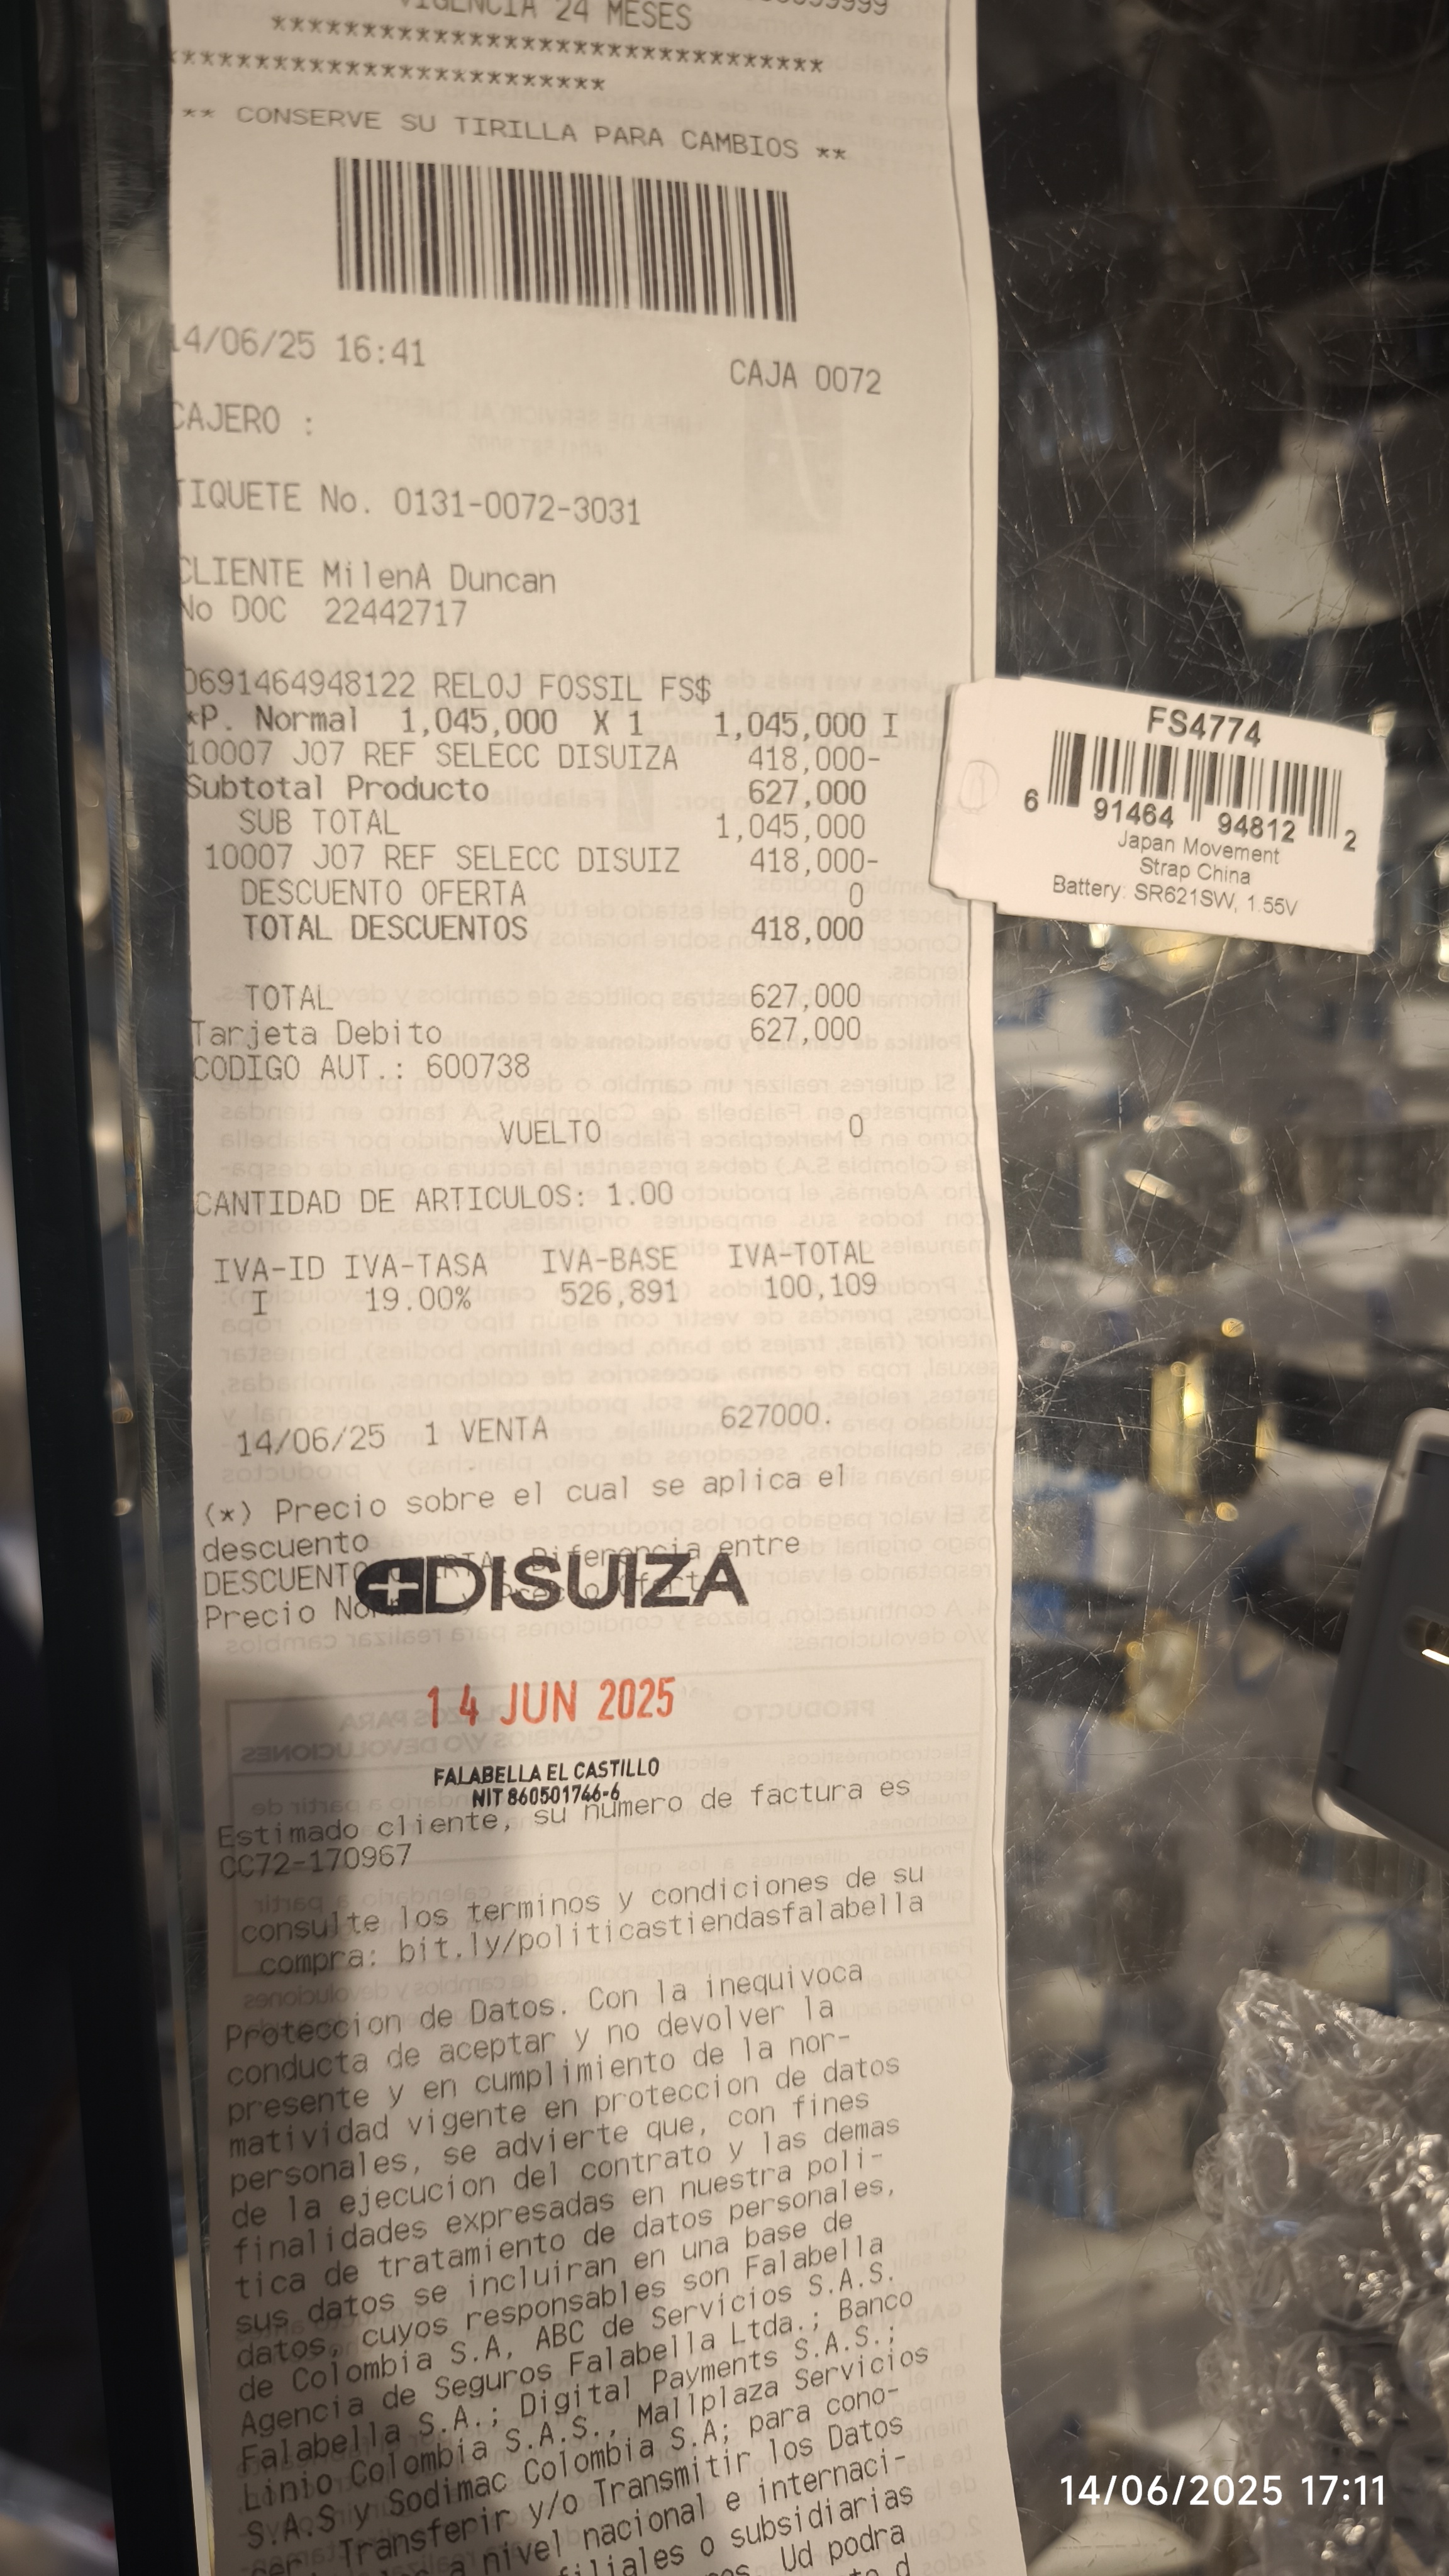 VIGENCIA 24 MESES
*******************************
*************************
** CONSERVE SU TIRILLA PARA CAMBIOS **
14/06/25 16:41
CAJA 0072
CAJERO :
TIQUETE No. 0131-0072-3031
CLIENTE MilenA Duncan
No DOC 22442717
0691464948122 RELOJ FOSSIL FS$
*P. Normal 1,045,000 X 1 1,045,000 I
10007 J07 REF SELECC DISUIZA 418,000-
Subtotal Producto 627,000
SUB TOTAL 1,045,000
10007 J07 REF SELECC DISUIZ 418,000-
DESCUENTO OFERTA 0
TOTAL DESCUENTOS 418,000
TOTAL 627,000
Tarjeta Debito 627,000
CODIGO AUT.: 600738
VUELTO 0
CANTIDAD DE ARTICULOS: 1.00
IVA-ID IVA-TASA IVA-BASE IVA-TOTAL
I 19.00% 526,891 100,109
14/06/25 1 VENTA 627000.
(*) Precio sobre el cual se aplica el
descuento
DESCUENTO Diferencia entre
Precio
DISUIZA
14 JUN 2025
FALABELLA EL CASTILLO
NIT 860501746-6
Estimado cliente, su numero de factura es
CC72-170967
consulte los terminos y condiciones de su
compra: bit.ly/politicastiendasfalabella
Proteccion de Datos. Con la inequivoca
conducta de aceptar y no devolver la
presente y en cumplimiento de la nor-
matividad vigente en proteccion de datos
personales, se advierte que, con fines
de la ejecucion del contrato y las demas
finalidades expresadas en nuestra poli-
tica de tratamiento de datos personales,
sus datos se incluiran en una base de
datos, cuyos responsables son Falabella
de Colombia S.A, ABC de Servicios S.A.S.
Agencia de Seguros Falabella Ltda.; Banco
Falabella S.A.; Digital Payments S.A.S.;
Linio Colombia S.A.S., Mallplaza Servicios
S.A.S y Sodimac Colombia S.A; para cono-
cer, Transferir y/o Transmitir los Datos
a nivel nacional e internaci-
filiales o subsidiarias
Ud podra
FS4774
6 91464 94812 2
Japan Movement
Strap China
Battery: SR621SW, 1.55V
14/06/2025 17:11